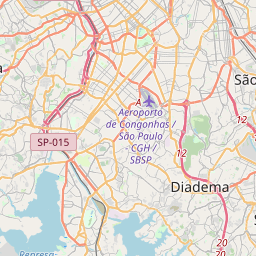 A
Aeroporto
de Congonhas /
São Paulo
- CGH /
SBSP
São
SP-015
12
12
Diadema
S
20
20
Represa
a